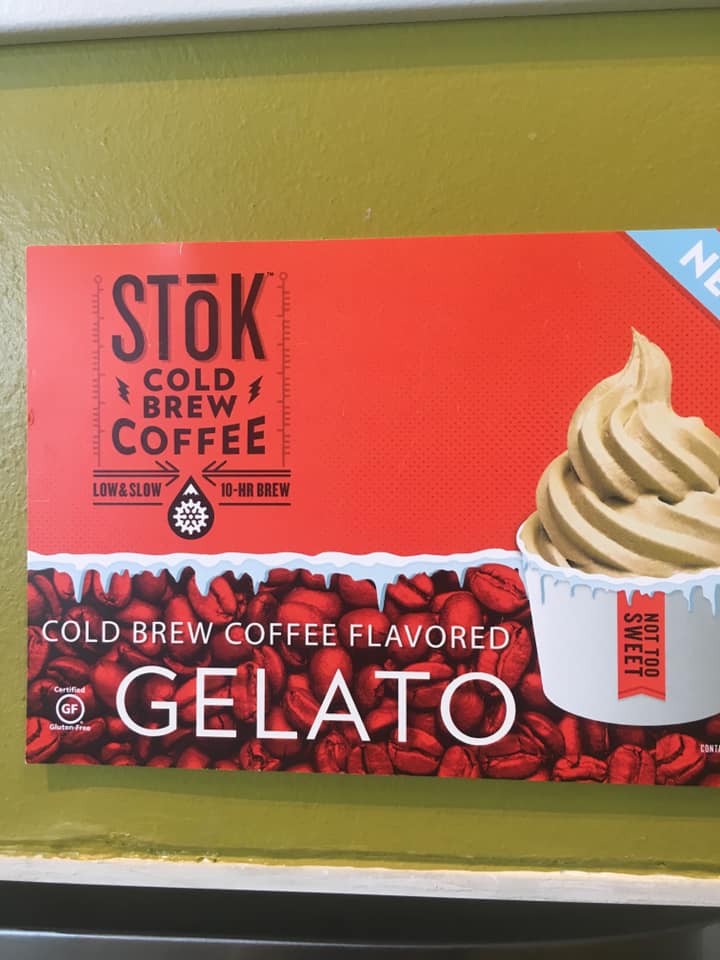 STōK™
COLD
BREW
COFFEE
LOW & SLOW
10-HR BREW
COLD BREW COFFEE FLAVORED
GELATO
Certified
GF
Gluten-Free
NOT TOO
SWEET